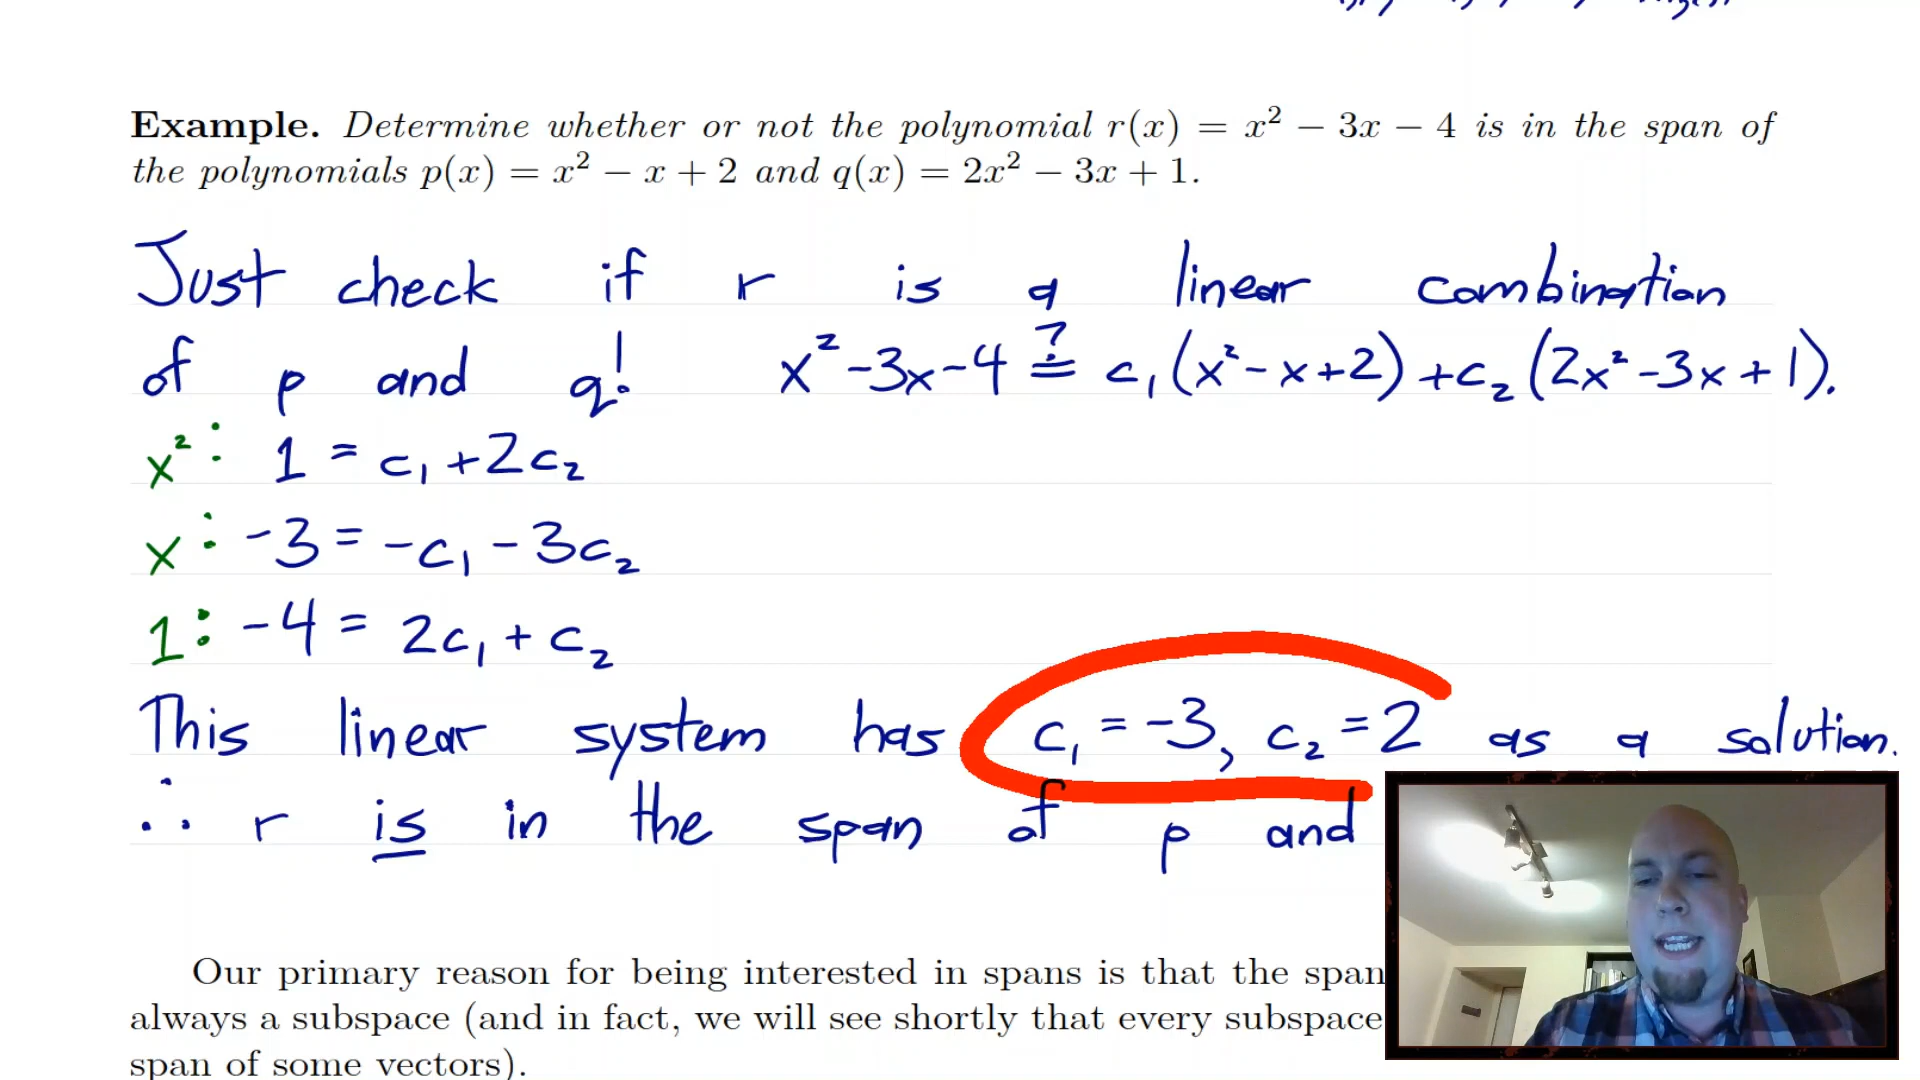 Example. Determine whether or not the polynomial r(x) = x² − 3x − 4 is in the span of
the polynomials p(x) = x² − x + 2 and q(x) = 2x² − 3x + 1.
Just check if r is a linear combination
of p and q! x² -3x-4 ≟ c₁(x²-x+2)+c₂(2x²-3x+1).
x²: 1 = c₁+2c₂
x: -3 = -c₁ - 3c₂
1: -4 = 2c₁ + c₂
This linear system has c₁ = -3, c₂ = 2 as a solution.
∴ r is in the span of p and
Our primary reason for being interested in spans is that the span
always a subspace (and in fact, we will see shortly that every subspace
span of some vectors).